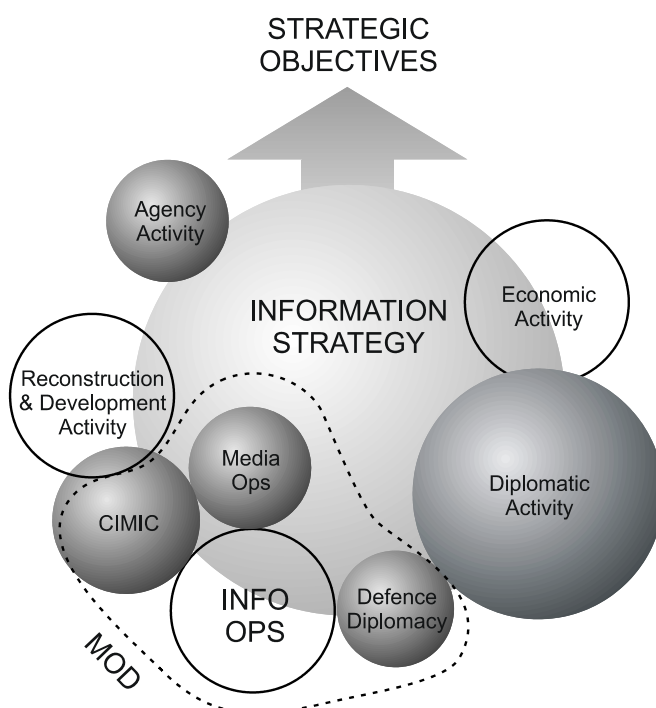 STRATEGIC
OBJECTIVES
Agency
Activity
INFORMATION
STRATEGY
Economic
Activity
Reconstruction
& Development
Activity
Media
Ops
Diplomatic
Activity
CIMIC
INFO
OPS
Defence
Diplomacy
MOD